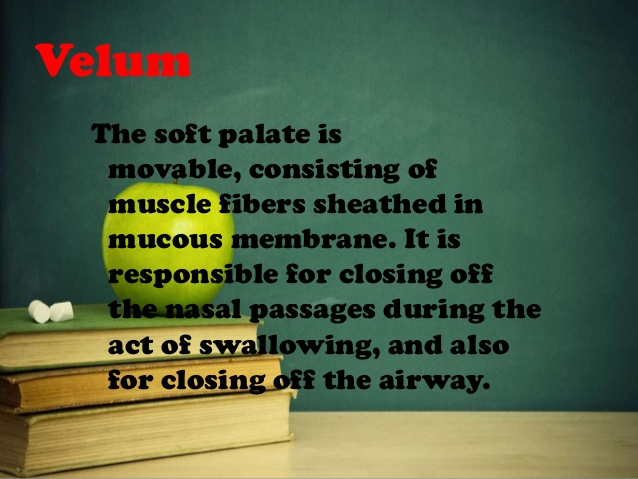 Velum
The soft palate is
movable, consisting of
muscle fibers sheathed in
mucous membrane. It is
responsible for closing off
the nasal passages during the
act of swallowing, and also
for closing off the airway.